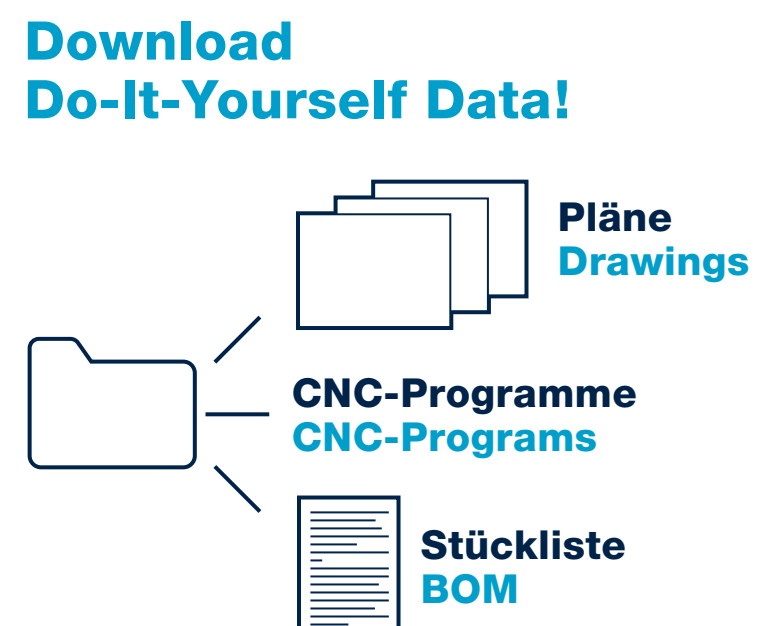 Download
Do-It-Yourself Data!
Pläne
Drawings
CNC-Programme
CNC-Programs
Stückliste
BOM